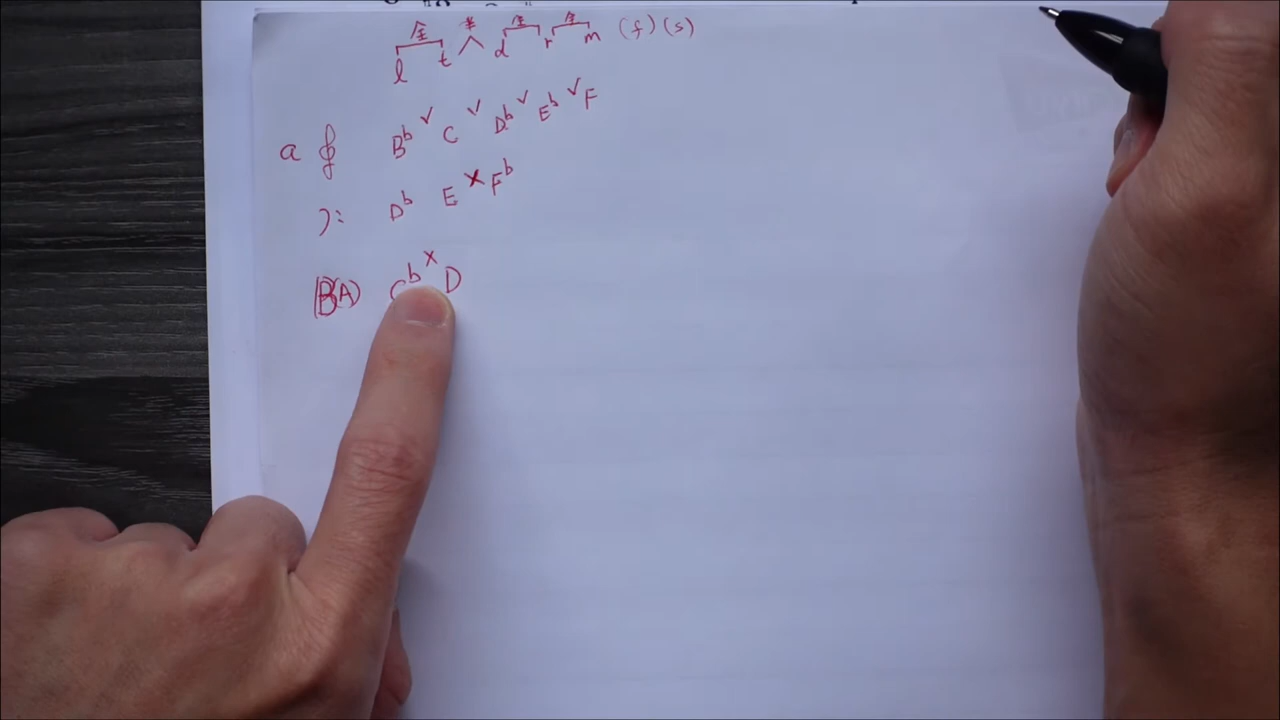 全 半 全 全
l t d r m (f) (s)
a 𝄞 B♭ ✓ C ✓ D♭ ✓ E♭ ✓ F
𝄢 D♭ E × F♭
B(A) C♭ × D